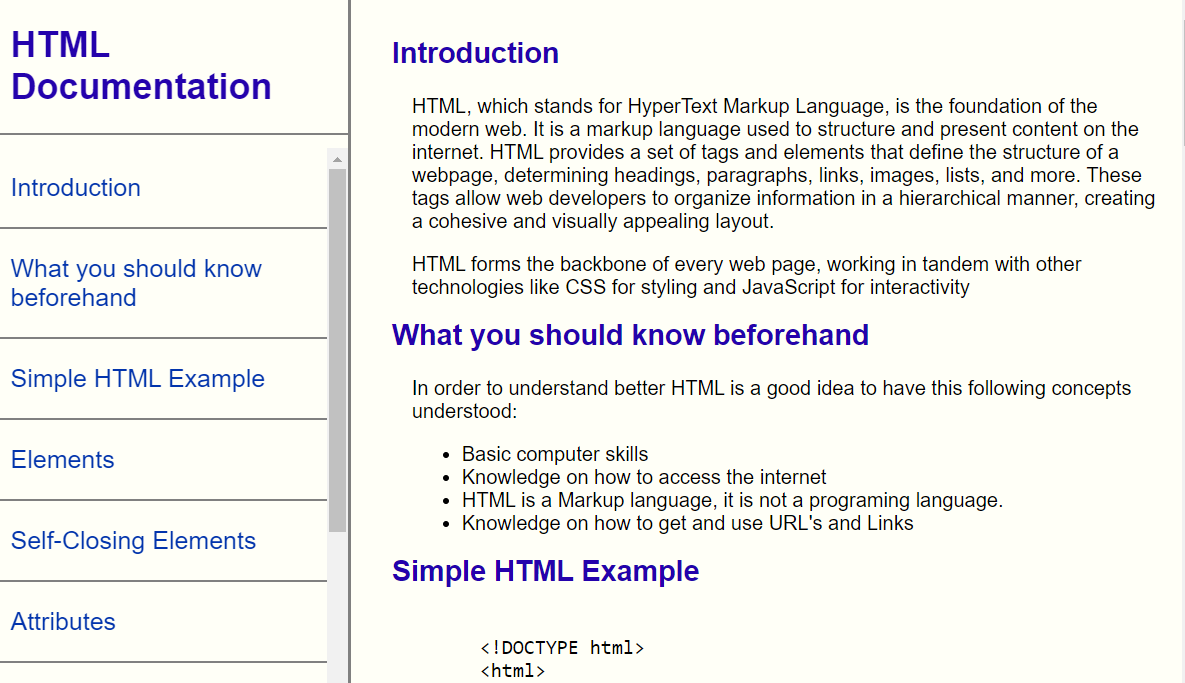 HTML
Documentation
Introduction
What you should know
beforehand
Simple HTML Example
Elements
Self-Closing Elements
Attributes
Introduction
HTML, which stands for HyperText Markup Language, is the foundation of the
modern web. It is a markup language used to structure and present content on the
internet. HTML provides a set of tags and elements that define the structure of a
webpage, determining headings, paragraphs, links, images, lists, and more. These
tags allow web developers to organize information in a hierarchical manner, creating
a cohesive and visually appealing layout.
HTML forms the backbone of every web page, working in tandem with other
technologies like CSS for styling and JavaScript for interactivity
What you should know beforehand
In order to understand better HTML is a good idea to have this following concepts
understood:
• Basic computer skills
• Knowledge on how to access the internet
• HTML is a Markup language, it is not a programing language.
• Knowledge on how to get and use URL's and Links
Simple HTML Example
<!DOCTYPE html>
<html>